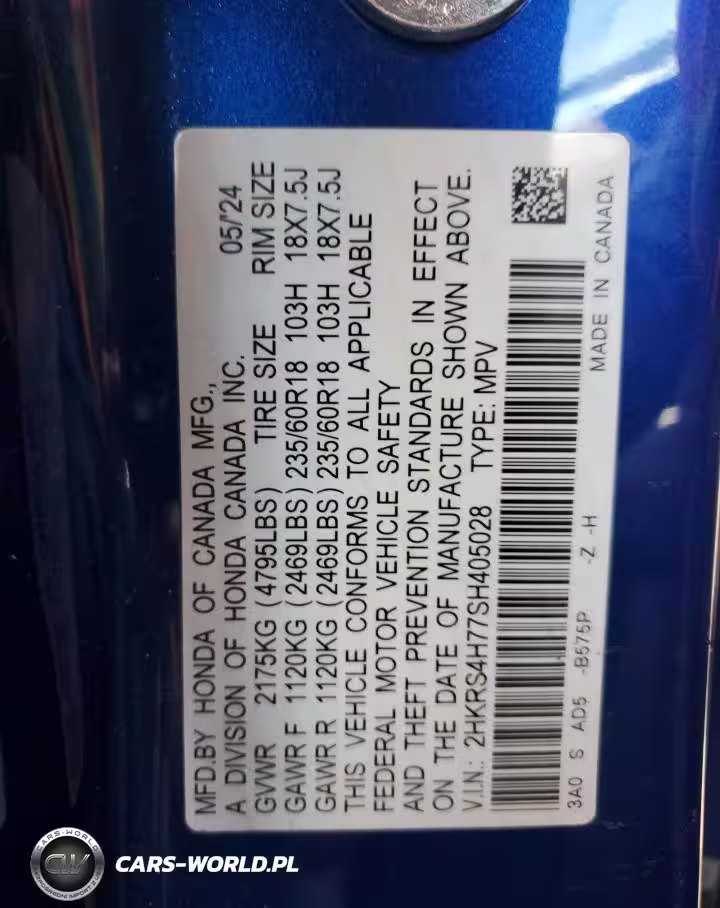 MFD.BY HONDA OF CANADA MFG.,
A DIVISION OF HONDA CANADA INC. 05/'24
GVWR 2175KG (4795LBS) TIRE SIZE RIM SIZE
GAWR F 1120KG (2469LBS) 235/60R18 103H 18X7.5J
GAWR R 1120KG (2469LBS) 235/60R18 103H 18X7.5J
THIS VEHICLE CONFORMS TO ALL APPLICABLE
FEDERAL MOTOR VEHICLE SAFETY
AND THEFT PREVENTION STANDARDS IN EFFECT
ON THE DATE OF MANUFACTURE SHOWN ABOVE.
V.I.N.: 2HKRS4H77SH405028 TYPE: MPV
3A0 S AD5 -B575P -Z -H MADE IN CANADA
CARS-WORLD
CW
CARS-WORLD.PL